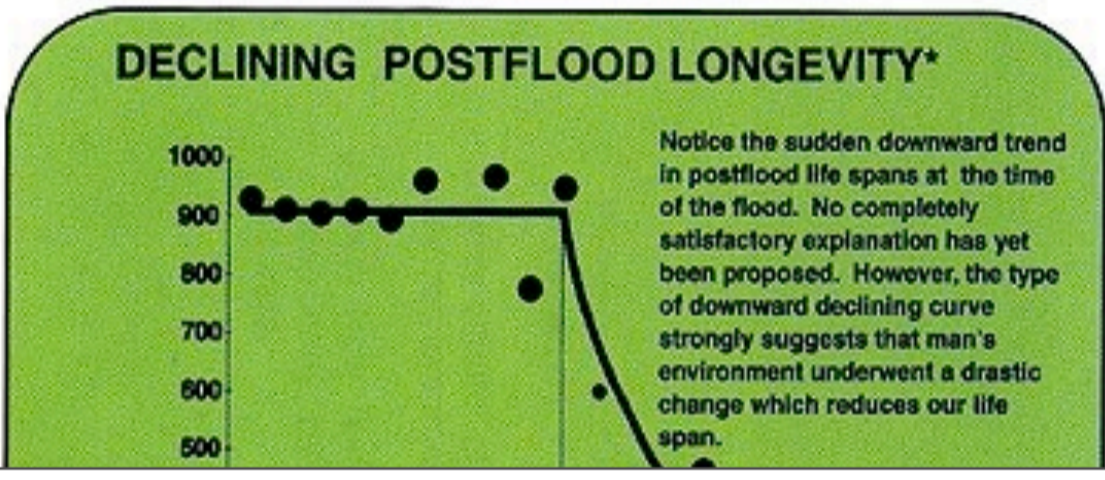 DECLINING POSTFLOOD LONGEVITY*
Notice the sudden downward trend
in postflood life spans at the time
of the flood. No completely
satisfactory explanation has yet
been proposed. However, the type
of downward declining curve
strongly suggests that man's
environment underwent a drastic
change which reduces our life
span.
1000
900
800
700
600
500